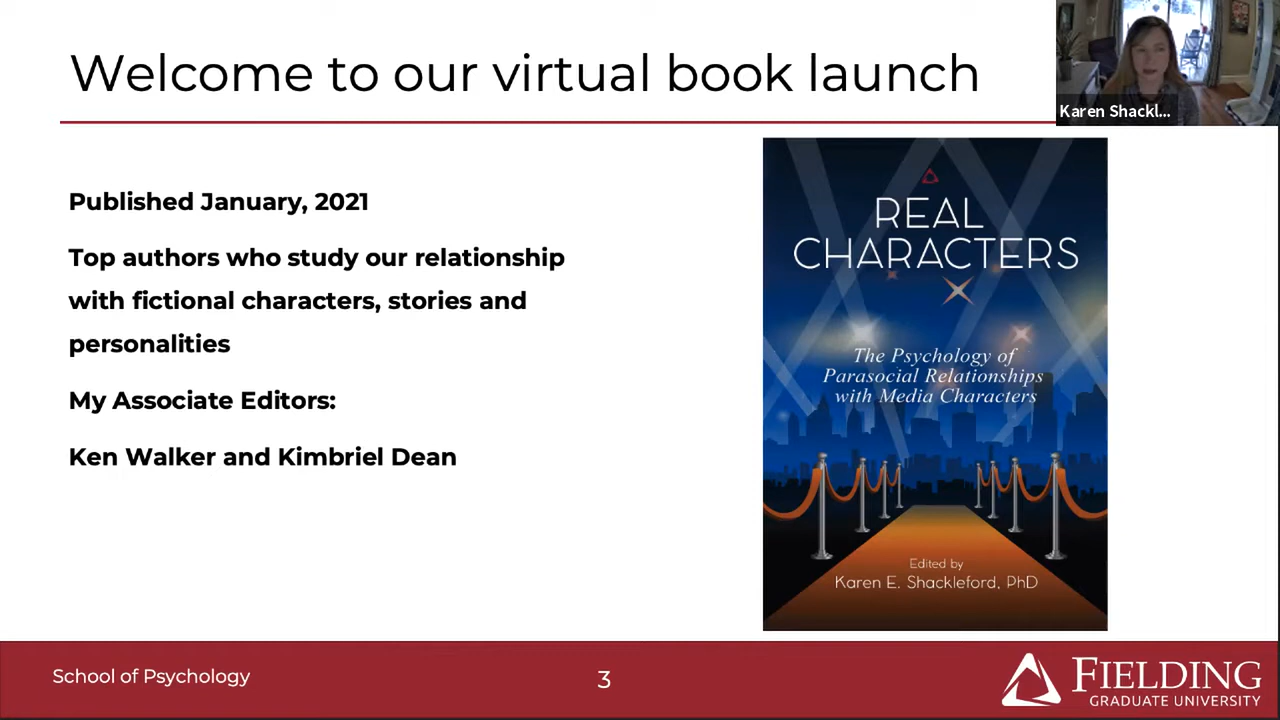 Welcome to our virtual book launch
Karen Shackl...
Published January, 2021
Top authors who study our relationship
with fictional characters, stories and
personalities
My Associate Editors:
Ken Walker and Kimbriel Dean
REAL
CHARACTERS
The Psychology of
Parasocial Relationships
with Media Characters
Edited by
Karen E. Shackleford, PhD
School of Psychology
3
FIELDING
GRADUATE UNIVERSITY